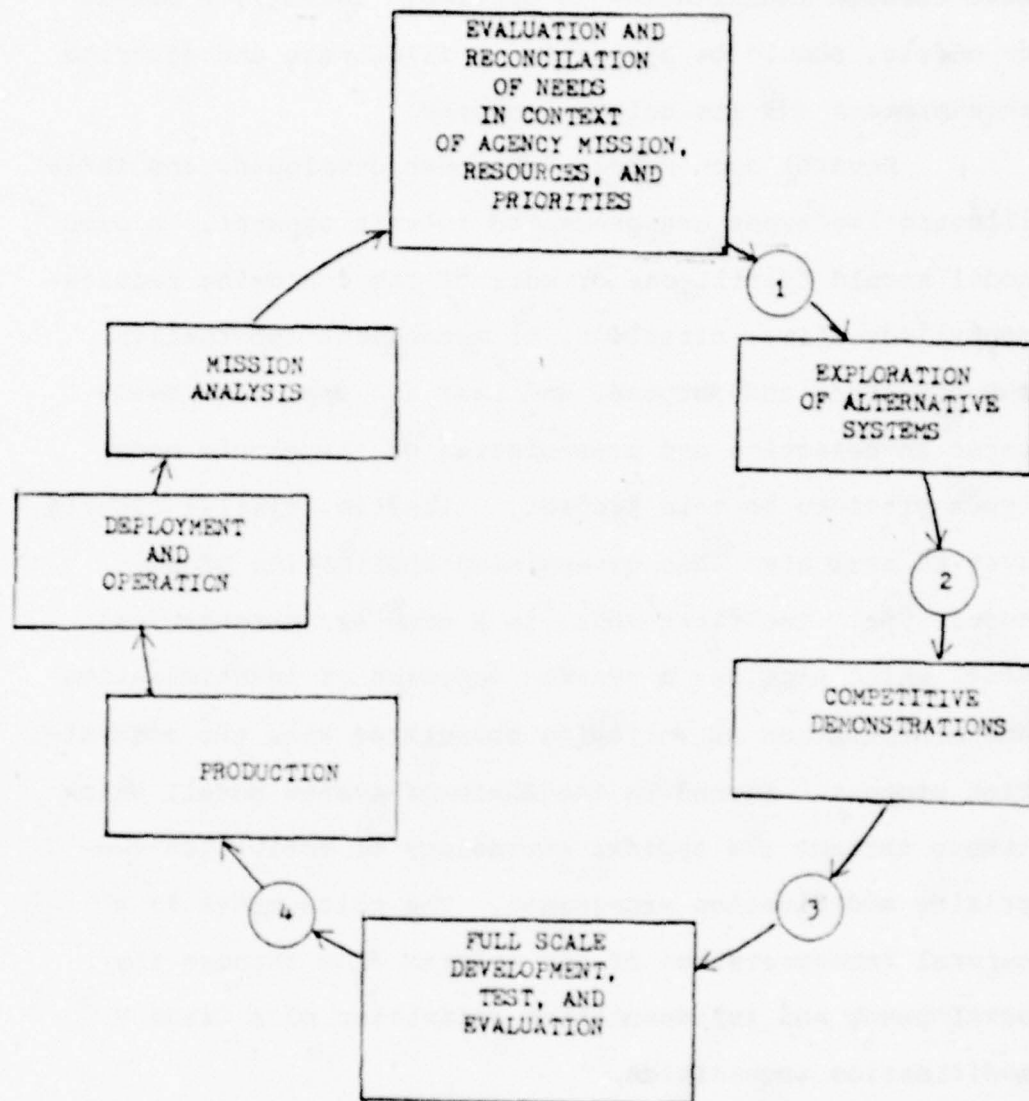 EVALUATION AND
RECONCILATION
OF NEEDS
IN CONTEXT
OF AGENCY MISSION,
RESOURCES, AND
PRIORITIES
1
MISSION
ANALYSIS
EXPLORATION
OF ALTERNATIVE
SYSTEMS
DEPLOYMENT
AND
OPERATION
2
COMPETITIVE
DEMONSTRATIONS
PRODUCTION
4
3
FULL SCALE
DEVELOPMENT,
TEST, AND
EVALUATION